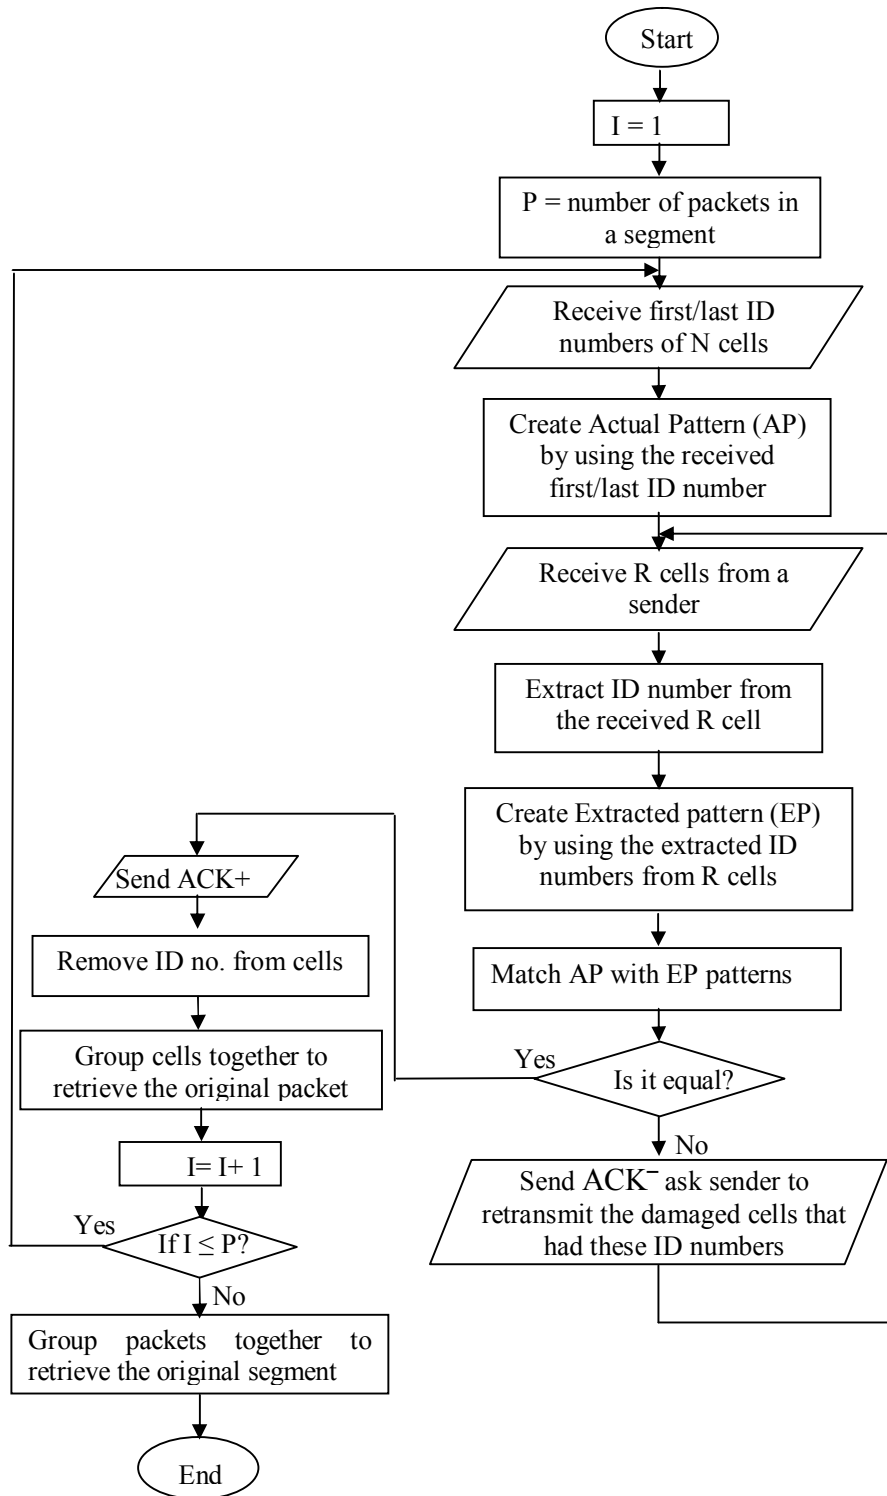 Start
I = 1
P = number of packets in
a segment
Receive first/last ID
numbers of N cells
Create Actual Pattern (AP)
by using the received
first/last ID number
Receive R cells from a
sender
Extract ID number from
the received R cell
Create Extracted pattern (EP)
by using the extracted ID
numbers from R cells
Match AP with EP patterns
Is it equal?
Yes
No
Send ACK⁻ ask sender to
retransmit the damaged cells that
had these ID numbers
Send ACK+
Remove ID no. from cells
Group cells together to
retrieve the original packet
I= I+ 1
If I ≤ P?
Yes
No
Group packets together to
retrieve the original segment
End